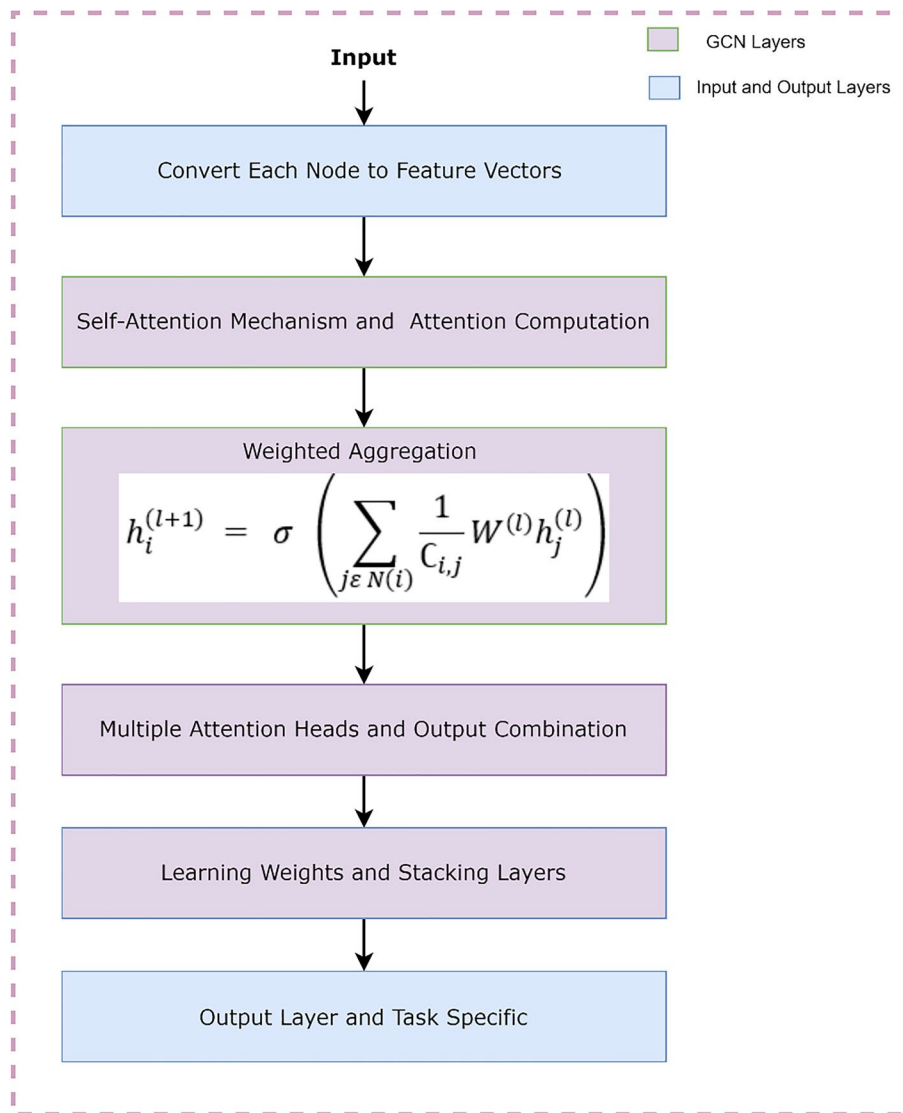 Input
GCN Layers
Input and Output Layers
Convert Each Node to Feature Vectors
Self-Attention Mechanism and  Attention Computation
Weighted Aggregation
h_i^{(l+1)} = σ ( ∑_{jε N(i)} \frac{1}{C_{i,j}} W^{(l)} h_j^{(l)} )
Multiple Attention Heads and Output Combination
Learning Weights and Stacking Layers
Output Layer and Task Specific